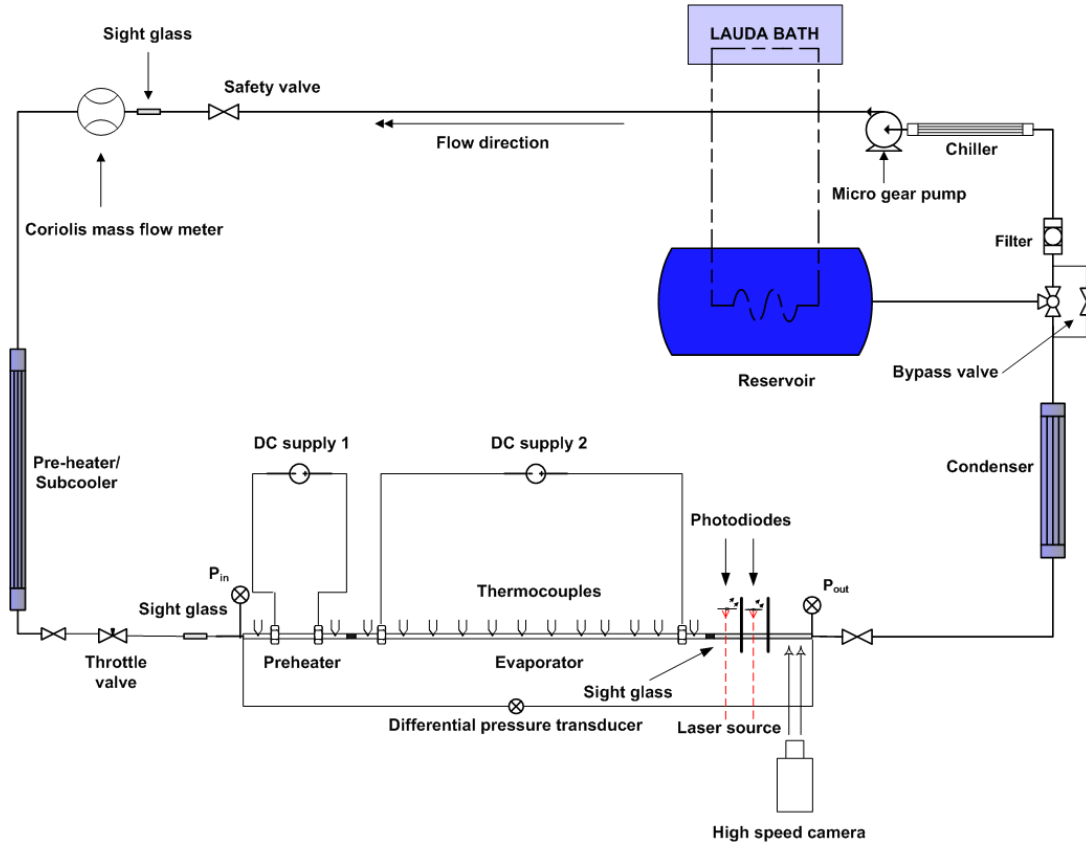 LAUDA BATH
Sight glass
Safety valve
Flow direction
Chiller
Micro gear pump
Coriolis mass flow meter
Filter
Bypass valve
Reservoir
Pre-heater/
Subcooler
DC supply 1
DC supply 2
Condenser
Photodiodes
Pin
Thermocouples
Pout
Sight glass
Throttle
valve
Preheater
Evaporator
Sight glass
Differential pressure transducer
Laser source
High speed camera